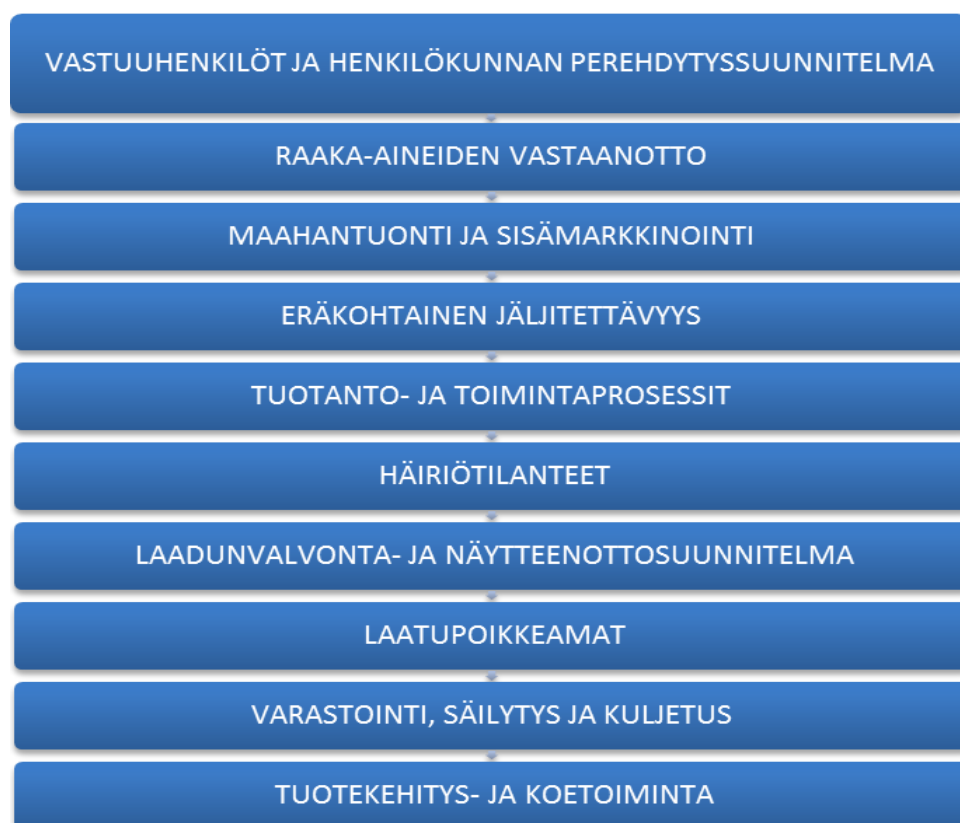 VASTUUHENKILÖT JA HENKILÖKUNNAN PEREHDYTYSSUUNNITELMA
RAAKA-AINEIDEN VASTAANOTTO
MAAHANTUONTI JA SISÄMARKKINOINTI
ERÄKOHTAINEN JÄLJITETTÄVYYS
TUOTANTO- JA TOIMINTAPROSESSIT
HÄIRIÖTILANTEET
LAADUNVALVONTA- JA NÄYTTEENOTTOSUUNNITELMA
LAATUPOIKKEAMAT
VARASTOINTI, SÄILYTYS JA KULJETUS
TUOTEKEHITYS- JA KOETOIMINTA